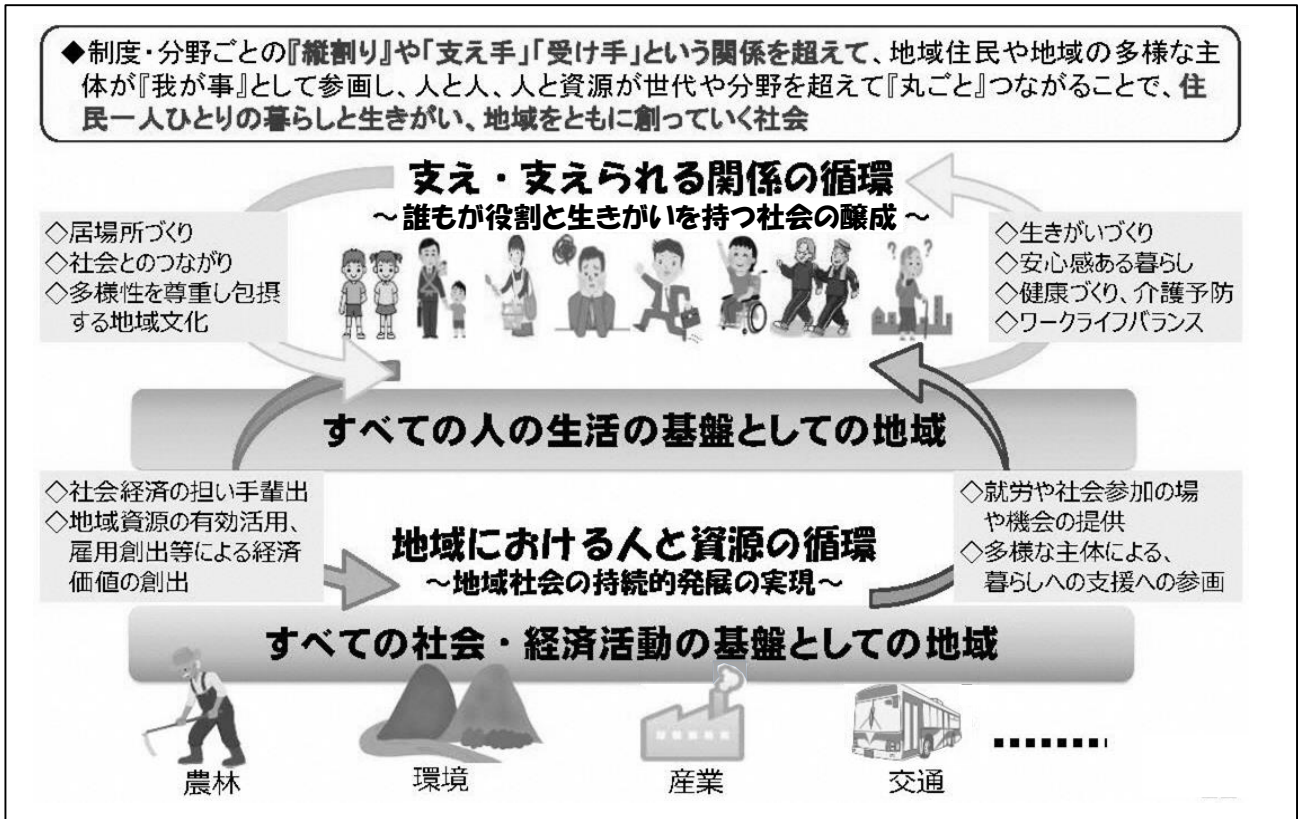 ◆制度・分野ごとの『縦割り』や「支え手」「受け手」という関係を超えて、地域住民や地域の多様な主
体が『我が事』として参画し、人と人、人と資源が世代や分野を超えて『丸ごと』つながることで、住
民一人ひとりの暮らしと生きがい、地域をともに創っていく社会
支え・支えられる関係の循環
～誰もが役割と生きがいを持つ社会の醸成～
◇居場所づくり
◇社会とのつながり
◇多様性を尊重し包摂
する地域文化
◇生きがいづくり
◇安心感ある暮らし
◇健康づくり、介護予防
◇ワークライフバランス
? ?
すべての人の生活の基盤としての地域
◇社会経済の担い手輩出
◇地域資源の有効活用、
雇用創出等による経済
価値の創出
地域における人と資源の循環
～地域社会の持続的発展の実現～
◇就労や社会参加の場
や機会の提供
◇多様な主体による、
暮らしへの支援への参画
すべての社会・経済活動の基盤としての地域
農林
環境
産業
交通